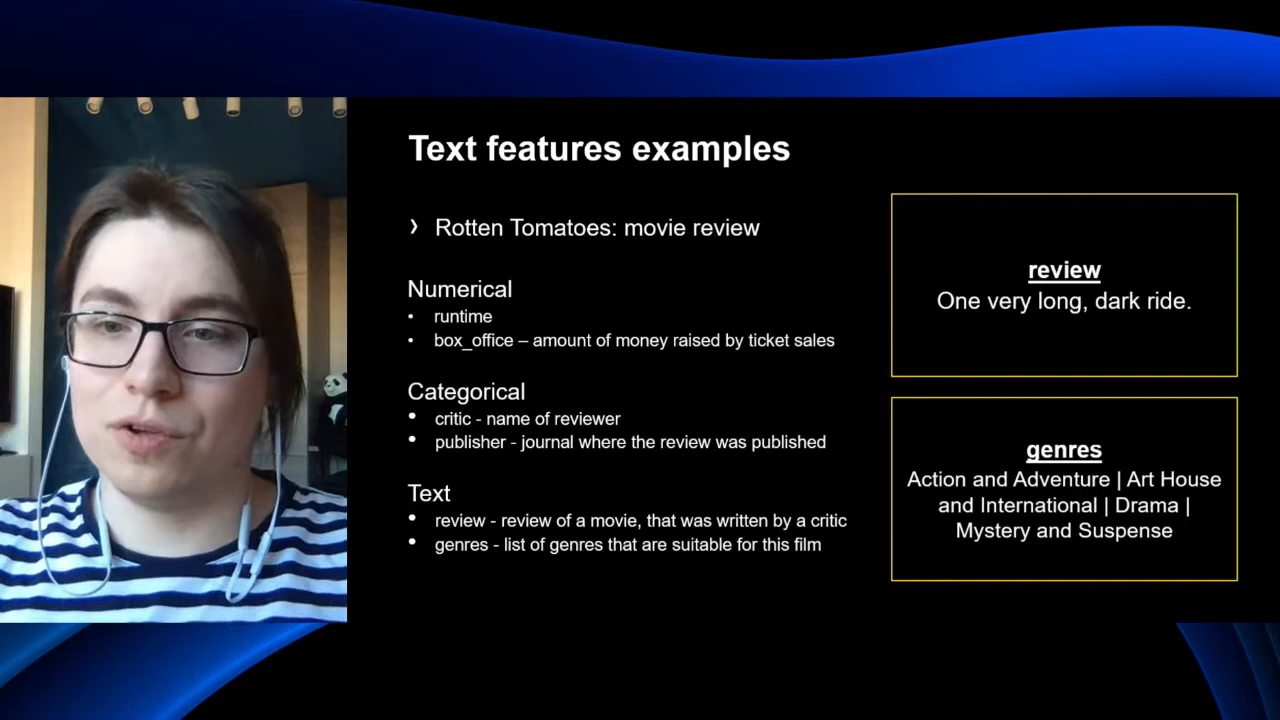 Text features examples
› Rotten Tomatoes: movie review
Numerical
• runtime
• box_office – amount of money raised by ticket sales
Categorical
• critic - name of reviewer
• publisher - journal where the review was published
Text
• review - review of a movie, that was written by a critic
• genres - list of genres that are suitable for this film
review
One very long, dark ride.
genres
Action and Adventure | Art House
and International | Drama |
Mystery and Suspense